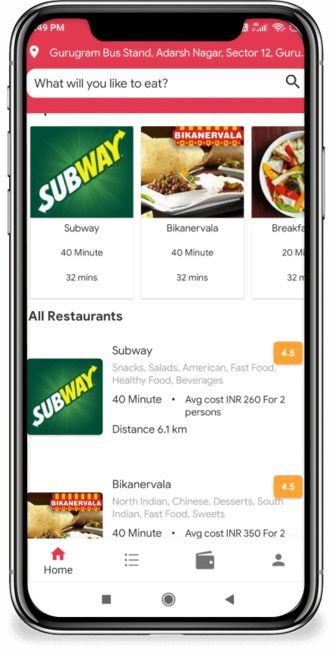 :49 PM
Gurugram Bus Stand, Adarsh Nagar, Sector 12, Guru..
What will you like to eat?
SUBWAY
BIKANERVALA
Subway
Bikanervala
Breakfa
40 Minute
40 Minute
20 Mi
32 mins
32 mins
32 m
All Restaurants
Subway
4.5
Snacks, Salads, American, Fast Food,
Healthy Food, Beverages
SUBWAY
40 Minute • Avg cost INR 260 For 2
persons
Distance 6.1 km
Bikanervala
4.5
BIKANERVALA
North Indian, Chinese, Desserts, South
Indian, Fast Food, Sweets
40 Minute • Avg cost INR 350 For 2
Home